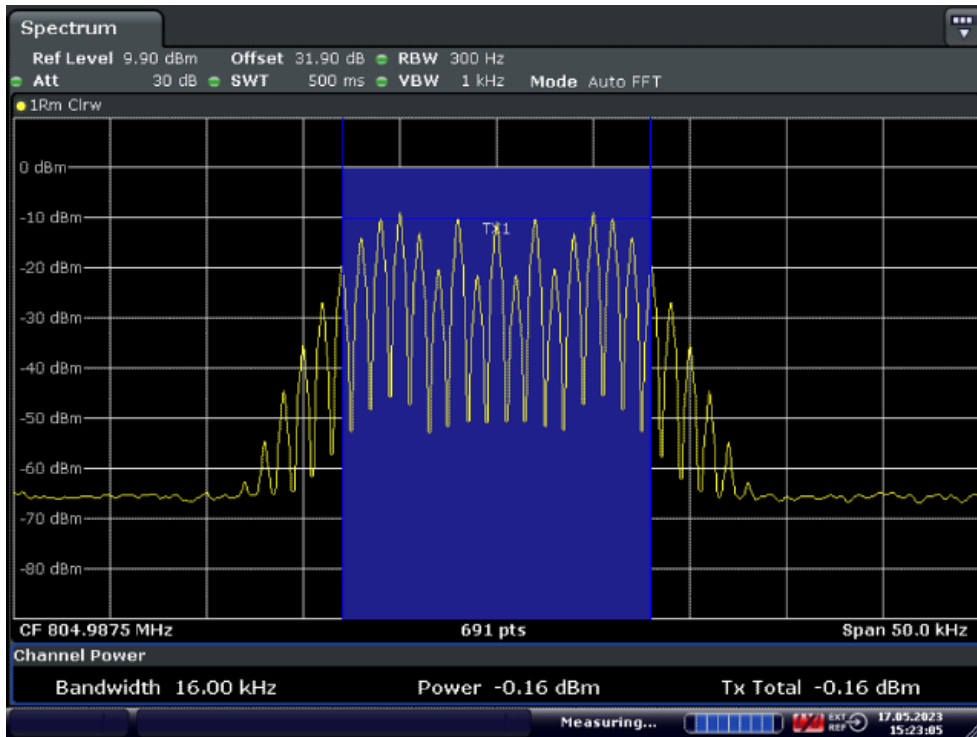 Spectrum
Ref Level 9.90 dBm Offset 31.90 dB RBW 300 Hz
Att 30 dB SWT 500 ms VBW 1 kHz Mode Auto FFT
1Rm Clrw
0 dBm
-10 dBm
TX1
-20 dBm
-30 dBm
-40 dBm
-50 dBm
-60 dBm
-70 dBm
-80 dBm
CF 804.9875 MHz 691 pts Span 50.0 kHz
Channel Power
Bandwidth 16.00 kHz Power -0.16 dBm Tx Total -0.16 dBm
Measuring... EXT REF 17.05.2023 15:23:05